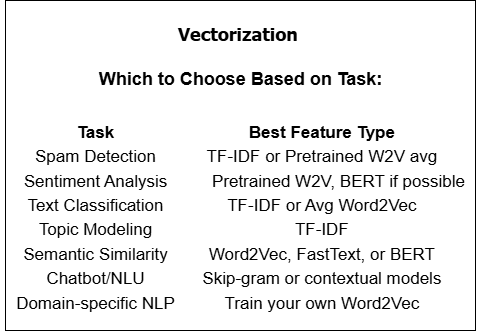 Vectorization
Which to Choose Based on Task:
Task Best Feature Type
Spam Detection TF-IDF or Pretrained W2V avg
Sentiment Analysis Pretrained W2V, BERT if possible
Text Classification TF-IDF or Avg Word2Vec
Topic Modeling TF-IDF
Semantic Similarity Word2Vec, FastText, or BERT
Chatbot/NLU Skip-gram or contextual models
Domain-specific NLP Train your own Word2Vec